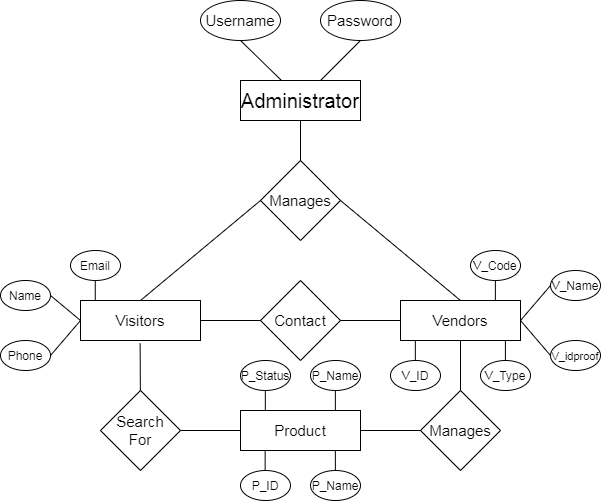 Username
Password
Administrator
Manages
Email
V_Code
Name
V_Name
Visitors
Contact
Vendors
Phone
V_idproof
P_Status
P_Name
V_ID
V_Type
Search
For
Product
Manages
P_ID
P_Name